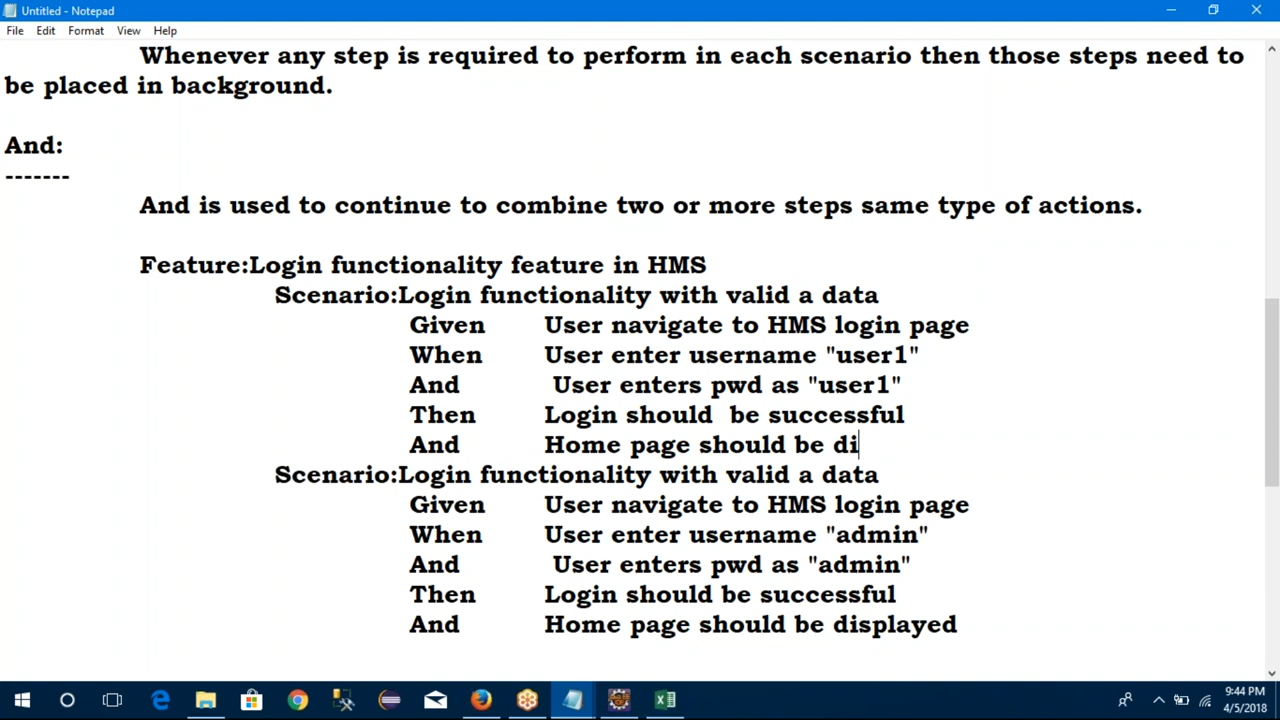 Untitled - Notepad
File Edit Format View Help
Whenever any step is required to perform in each scenario then those steps need to
be placed in background.
And:
-------
And is used to continue to combine two or more steps same type of actions.
Feature:Login functionality feature in HMS
Scenario:Login functionality with valid a data
Given User navigate to HMS login page
When User enter username "user1"
And User enters pwd as "user1"
Then Login should  be successful
And Home page should be di
Scenario:Login functionality with valid a data
Given User navigate to HMS login page
When User enter username "admin"
And User enters pwd as "admin"
Then Login should be successful
And Home page should be displayed
9:44 PM
4/5/2018